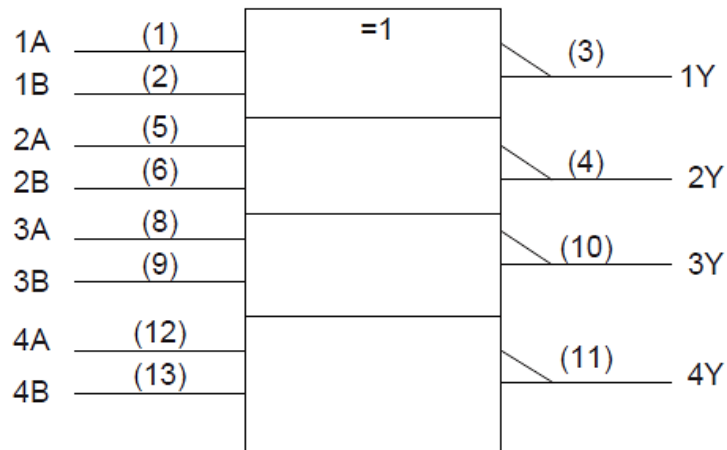 1A (1) =1 (3) 1Y
1B (2)
2A (5)
2B (6) (4) 2Y
3A (8)
3B (9) (10) 3Y
4A (12)
4B (13) (11) 4Y